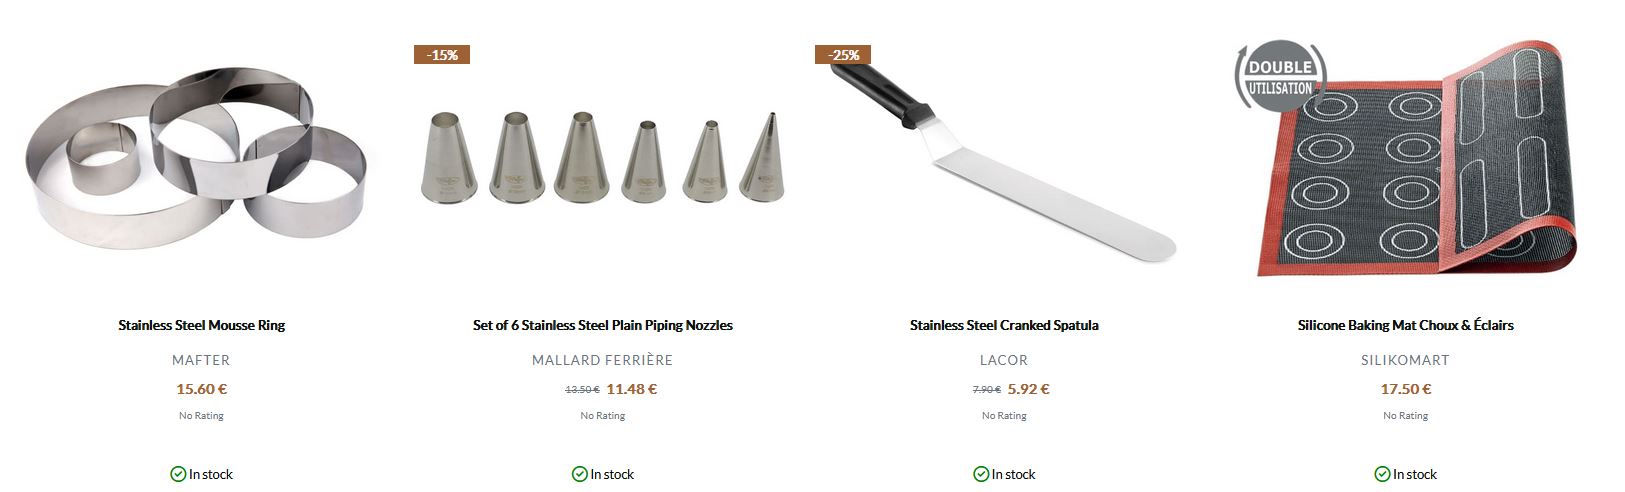 -15%
-25%
DOUBLE
UTILISATION
Stainless Steel Mousse Ring
MAFTER
15.60 €
No Rating
In stock
Set of 6 Stainless Steel Plain Piping Nozzles
MALLARD FERRIÈRE
13.50 € 11.48 €
No Rating
In stock
Stainless Steel Cranked Spatula
LACOR
7.90 € 5.92 €
No Rating
In stock
Silicone Baking Mat Choux & Éclairs
SILIKOMART
17.50 €
No Rating
In stock